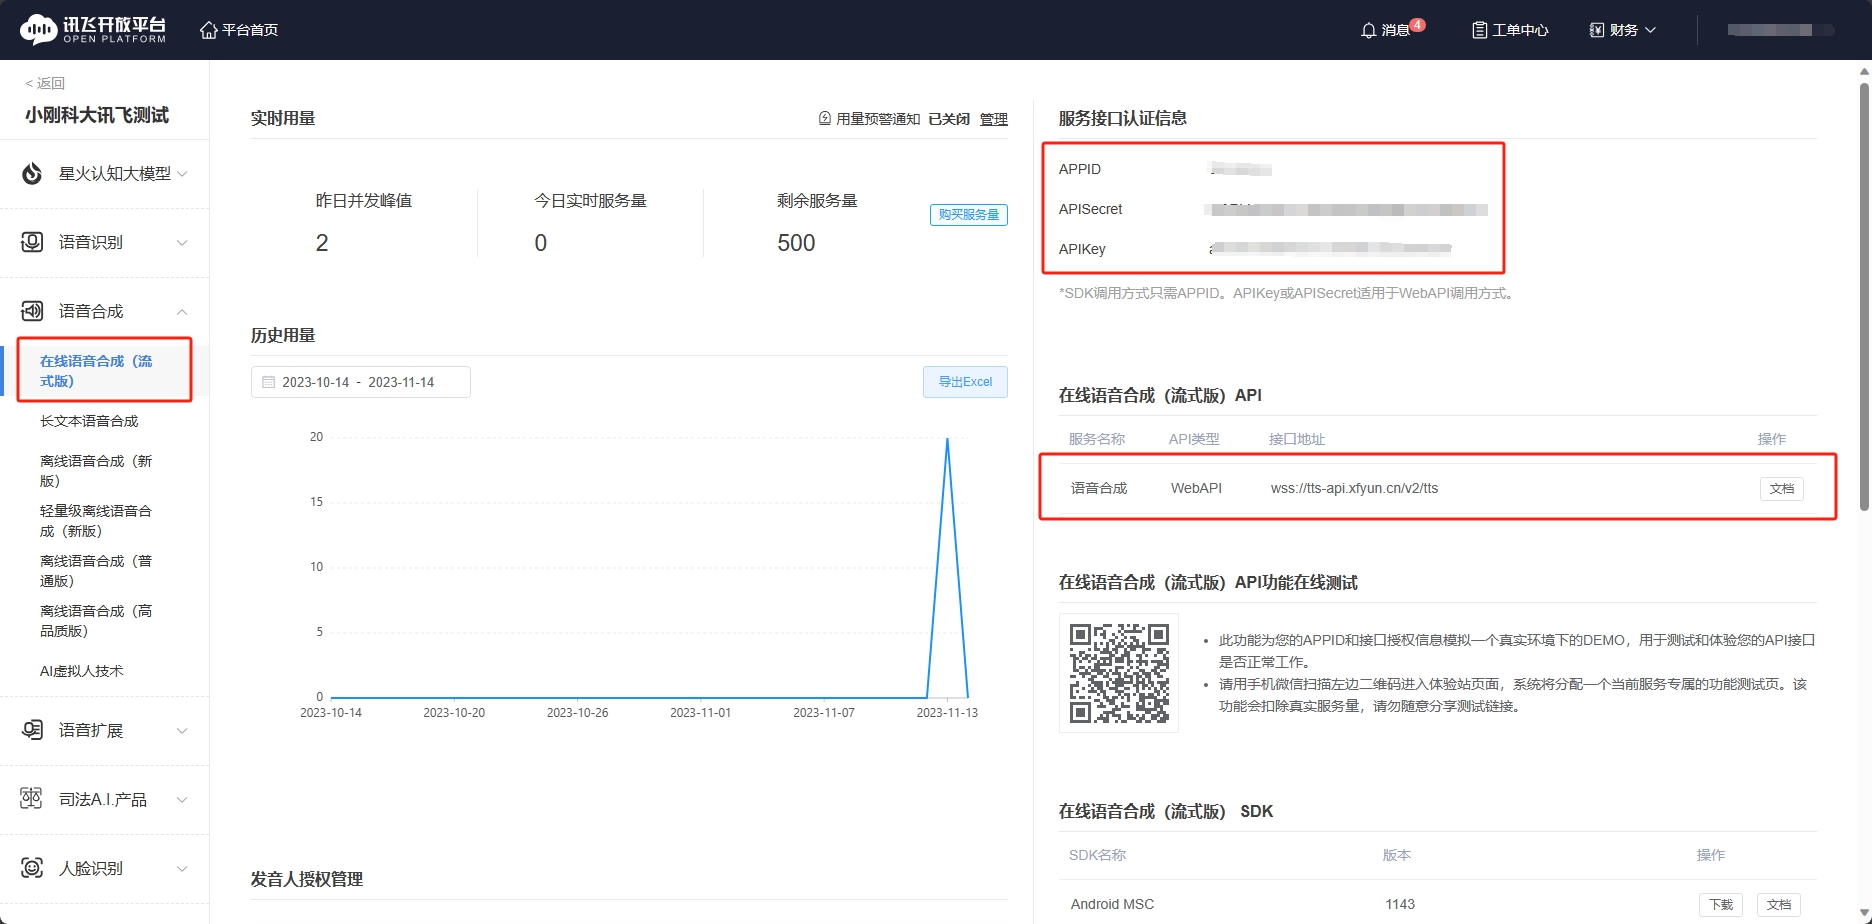 讯飞开放平台
OPEN PLATFORM
平台首页
消息
4
工单中心
财务
< 返回
小刚科大讯飞测试
星火认知大模型
语音识别
语音合成
在线语音合成（流
式版）
长文本语音合成
离线语音合成（新
版）
轻量级离线语音合
成（新版）
离线语音合成（普
通版）
离线语音合成（高
品质版）
AI虚拟人技术
语音扩展
司法A.I.产品
人脸识别
实时用量
用量预警通知 已关闭 管理
昨日并发峰值
2
今日实时服务量
0
剩余服务量
500
购买服务量
历史用量
2023-10-14 - 2023-11-14
导出Excel
20
15
10
5
0
2023-10-14 2023-10-20 2023-10-26 2023-11-01 2023-11-07 2023-11-13
发音人授权管理
服务接口认证信息
APPID
APISecret
APIKey
*SDK调用方式只需APPID。APIKey或APISecret适用于WebAPI调用方式。
在线语音合成（流式版）API
服务名称 API类型 接口地址 操作
语音合成 WebAPI wss://tts-api.xfyun.cn/v2/tts 文档
在线语音合成（流式版）API功能在线测试
• 此功能为您的APPID和接口授权信息模拟一个真实环境下的DEMO，用于测试和体验您的API接口
是否正常工作。
• 请用手机微信扫描左边二维码进入体验站页面，系统将分配一个当前服务专属的功能测试页。该
功能会扣除真实服务量，请勿随意分享测试链接。
在线语音合成（流式版） SDK
SDK名称 版本 操作
Android MSC 1143 下载 文档